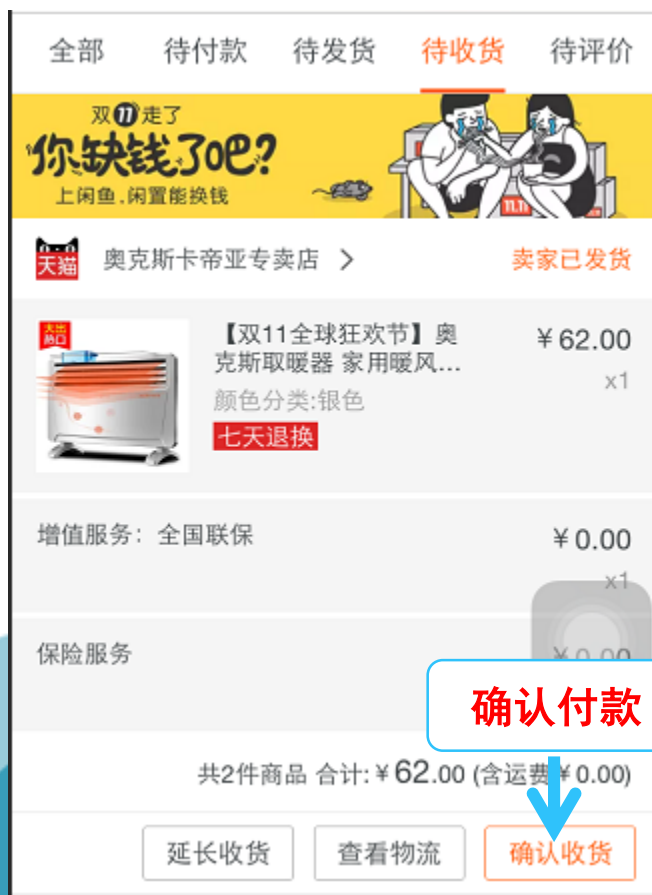 全部 待付款 待发货 待收货 待评价
双11走了
你缺钱了吧?
上闲鱼.闲置能换钱
11.11
天猫 奥克斯卡帝亚专卖店 卖家已发货
【双11全球狂欢节】奥 ¥62.00
克斯取暖器 家用暖风...
x1
颜色分类:银色
七天退换
增值服务：全国联保 ¥0.00
x1
保险服务 ¥0.00
确认付款
共2件商品 合计:¥62.00 (含运费¥0.00)
延长收货 查看物流 确认收货